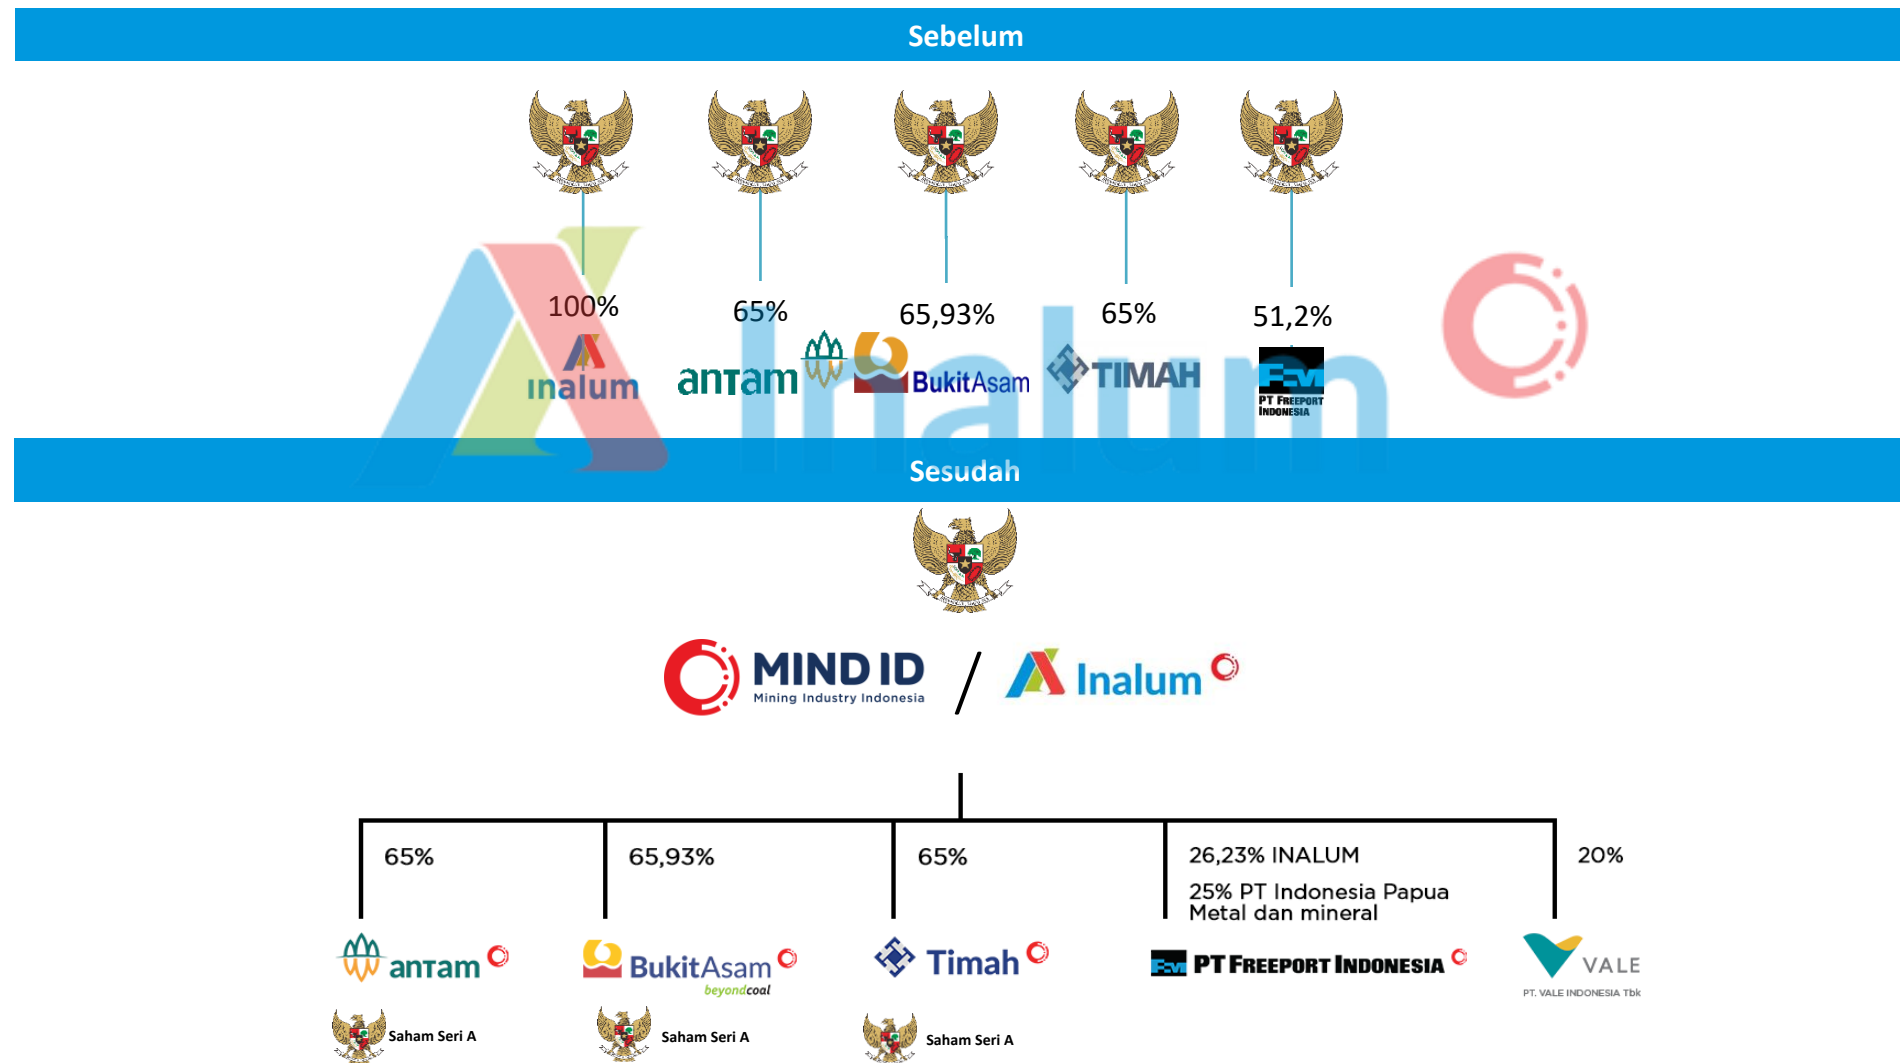 Sebelum
100%
65%
65,93%
65%
51,2%
Inalum
inalum
antam
BukitAsam
TIMAH
FCX
PT FREEPORT
INDONESIA
Sesudah
MIND ID
Mining Industry Indonesia
/
Inalum
65%
65,93%
65%
26,23% INALUM
25% PT Indonesia Papua
Metal dan mineral
20%
antam
BukitAsam
beyondcoal
Timah
PT FREEPORT INDONESIA
VALE
PT. VALE INDONESIA Tbk
Saham Seri A
Saham Seri A
Saham Seri A